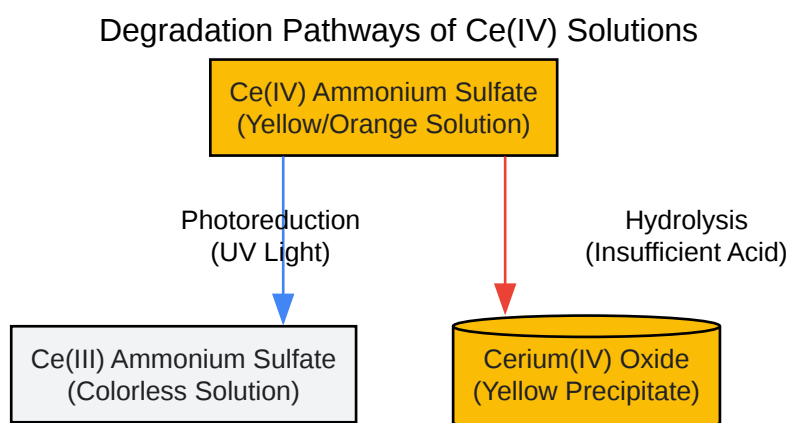 Degradation Pathways of Ce(IV) Solutions
Ce(IV) Ammonium Sulfate
(Yellow/Orange Solution)
Photoreduction
(UV Light)
Hydrolysis
(Insufficient Acid)
Ce(III) Ammonium Sulfate
(Colorless Solution)
Cerium(IV) Oxide
(Yellow Precipitate)